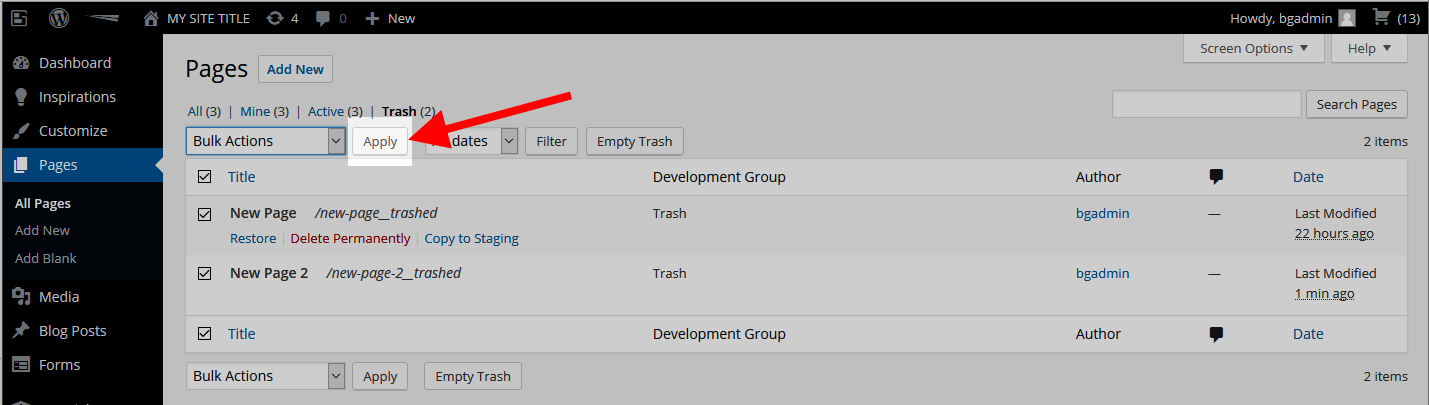 MY SITE TITLE 4 0 New Howdy, bgadmin (13)
Screen Options Help
Dashboard
Inspirations
Customize
Pages
All Pages
Add New
Add Blank
Media
Blog Posts
Forms
Pages Add New
All (3) | Mine (3) | Active (3) | Trash (2)
Search Pages
Bulk Actions Apply dates Filter Empty Trash 2 items
Title Development Group Author Date
New Page /new-page__trashed Trash bgadmin — Last Modified
Restore | Delete Permanently | Copy to Staging 22 hours ago
New Page 2 /new-page-2__trashed Trash bgadmin — Last Modified
1 min ago
Title Development Group Author Date
Bulk Actions Apply Empty Trash 2 items